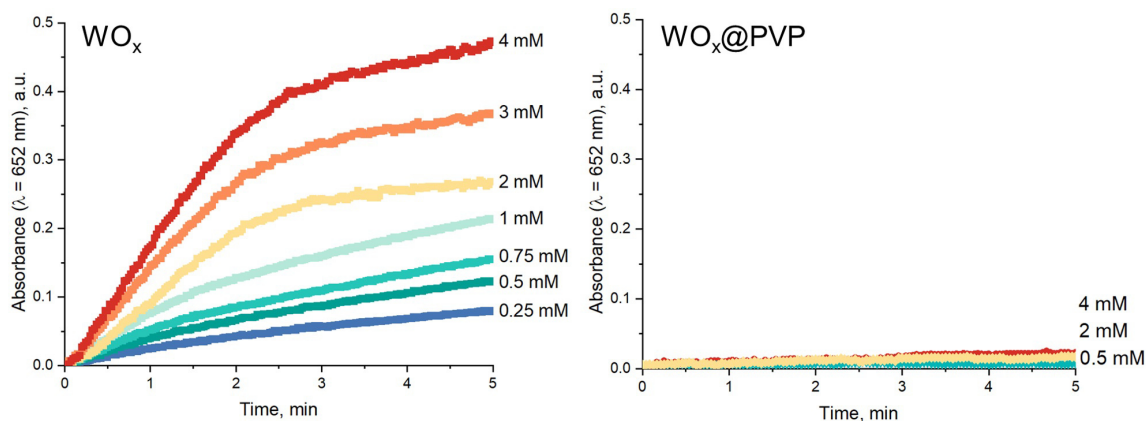 WOₓ
0.5
0.4
0.3
0.2
0.1
0.0
Absorbance (λ = 652 nm), a.u.
4 mM
3 mM
2 mM
1 mM
0.75 mM
0.5 mM
0.25 mM
0 1 2 3 4 5
Time, min
WOₓ@PVP
0.5
0.4
0.3
0.2
0.1
0.0
Absorbance (λ = 652 nm), a.u.
4 mM
2 mM
0.5 mM
0 1 2 3 4 5
Time, min